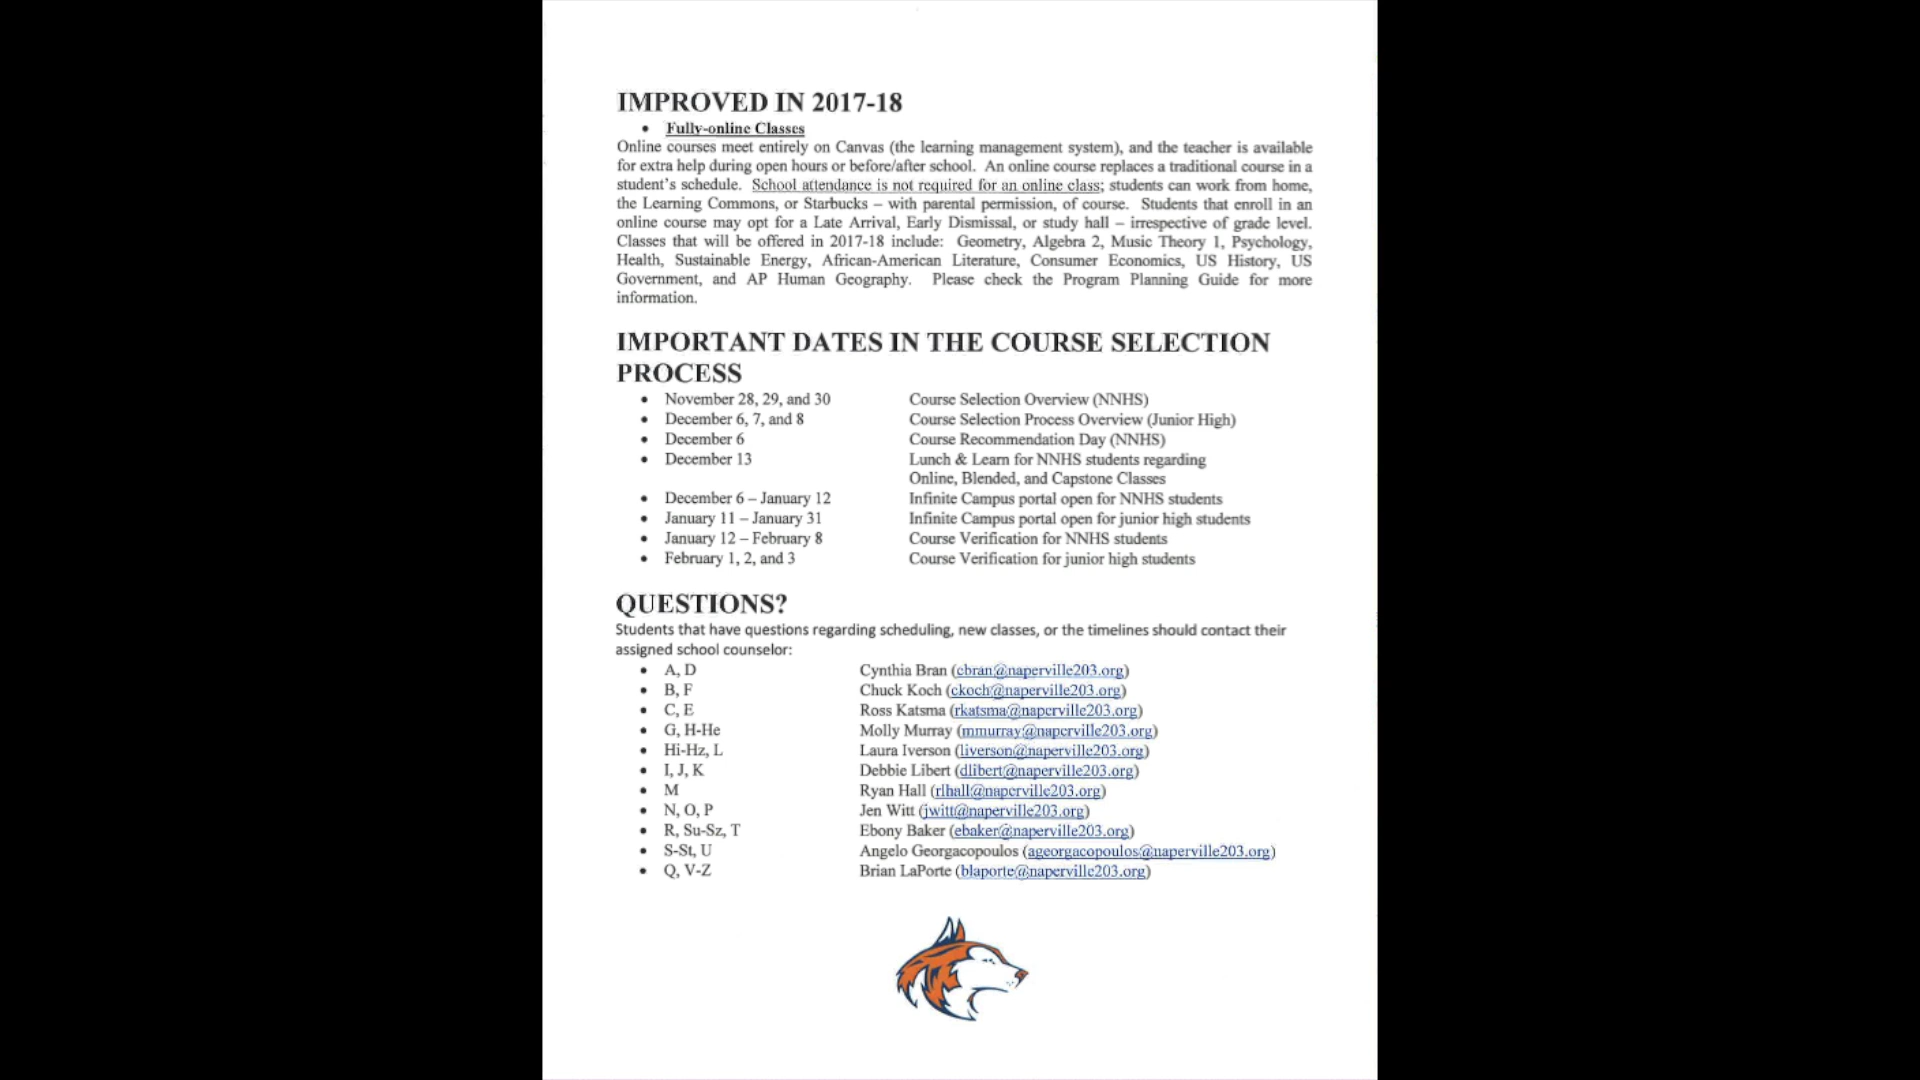 IMPROVED IN 2017-18
• Fully-online Classes
Online courses meet entirely on Canvas (the learning management system), and the teacher is available
for extra help during open hours or before/after school. An online course replaces a traditional course in a
student's schedule. School attendance is not required for an online class; students can work from home,
the Learning Commons, or Starbucks – with parental permission, of course. Students that enroll in an
online course may opt for a Late Arrival, Early Dismissal, or study hall – irrespective of grade level.
Classes that will be offered in 2017-18 include: Geometry, Algebra 2, Music Theory 1, Psychology,
Health, Sustainable Energy, African-American Literature, Consumer Economics, US History, US
Government, and AP Human Geography. Please check the Program Planning Guide for more
information.
IMPORTANT DATES IN THE COURSE SELECTION
PROCESS
• November 28, 29, and 30 Course Selection Overview (NNHS)
• December 6, 7, and 8 Course Selection Process Overview (Junior High)
• December 6 Course Recommendation Day (NNHS)
• December 13 Lunch & Learn for NNHS students regarding
Online, Blended, and Capstone Classes
• December 6 – January 12 Infinite Campus portal open for NNHS students
• January 11 – January 31 Infinite Campus portal open for junior high students
• January 12 – February 8 Course Verification for NNHS students
• February 1, 2, and 3 Course Verification for junior high students
QUESTIONS?
Students that have questions regarding scheduling, new classes, or the timelines should contact their
assigned school counselor:
• A, D Cynthia Bran (cbran@naperville203.org)
• B, F Chuck Koch (ckoch@naperville203.org)
• C, E Ross Katsma (rkatsma@naperville203.org)
• G, H-He Molly Murray (mmurray@naperville203.org)
• Hi-Hz, L Laura Iverson (liverson@naperville203.org)
• I, J, K Debbie Libert (dlibert@naperville203.org)
• M Ryan Hall (rlhall@naperville203.org)
• N, O, P Jen Witt (jwitt@naperville203.org)
• R, Su-Sz, T Ebony Baker (ebaker@naperville203.org)
• S-St, U Angelo Georgacopoulos (ageorgacopoulos@naperville203.org)
• Q, V-Z Brian LaPorte (blaporte@naperville203.org)